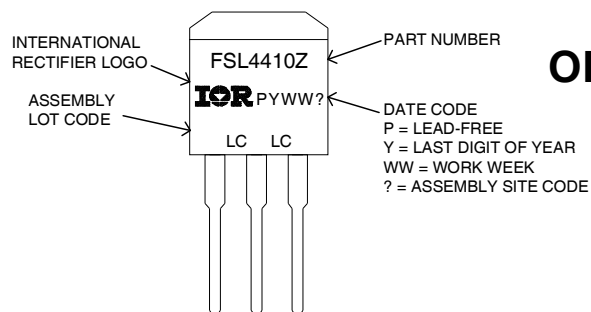 INTERNATIONAL
RECTIFIER LOGO
ASSEMBLY
LOT CODE
FSL4410Z
IOR PYWW?
LC LC
PART NUMBER
DATE CODE
P = LEAD-FREE
Y = LAST DIGIT OF YEAR
WW = WORK WEEK
? = ASSEMBLY SITE CODE